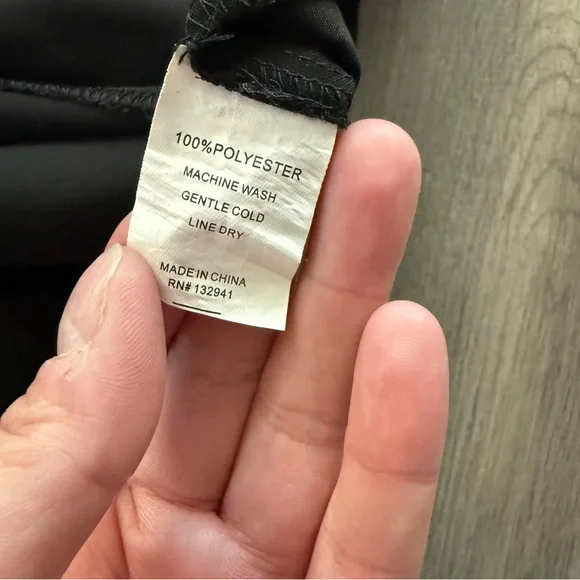 100%POLYESTER
MACHINE WASH
GENTLE COLD
LINE DRY
MADE IN CHINA
RN# 132941